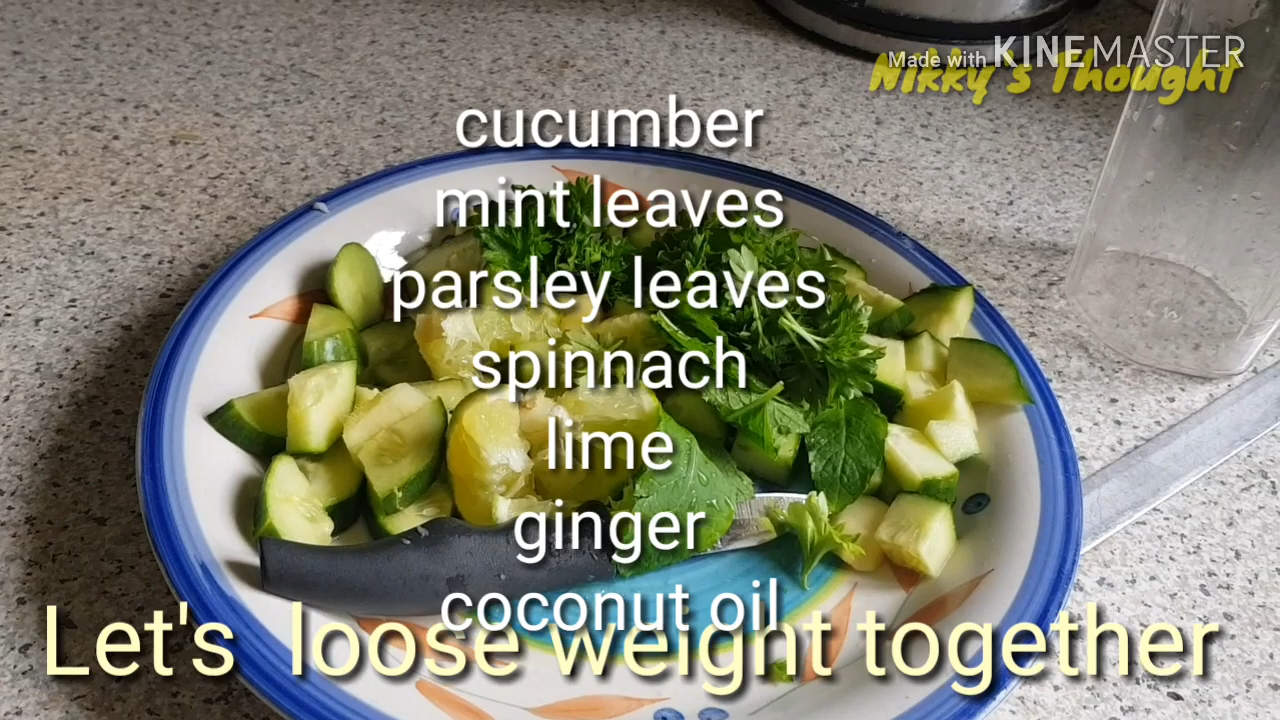 Made with KINEMASTER
Nikky's Thought
cucumber
mint leaves
parsley leaves
spinnach
lime
ginger
coconut oil
Let's loose weight together